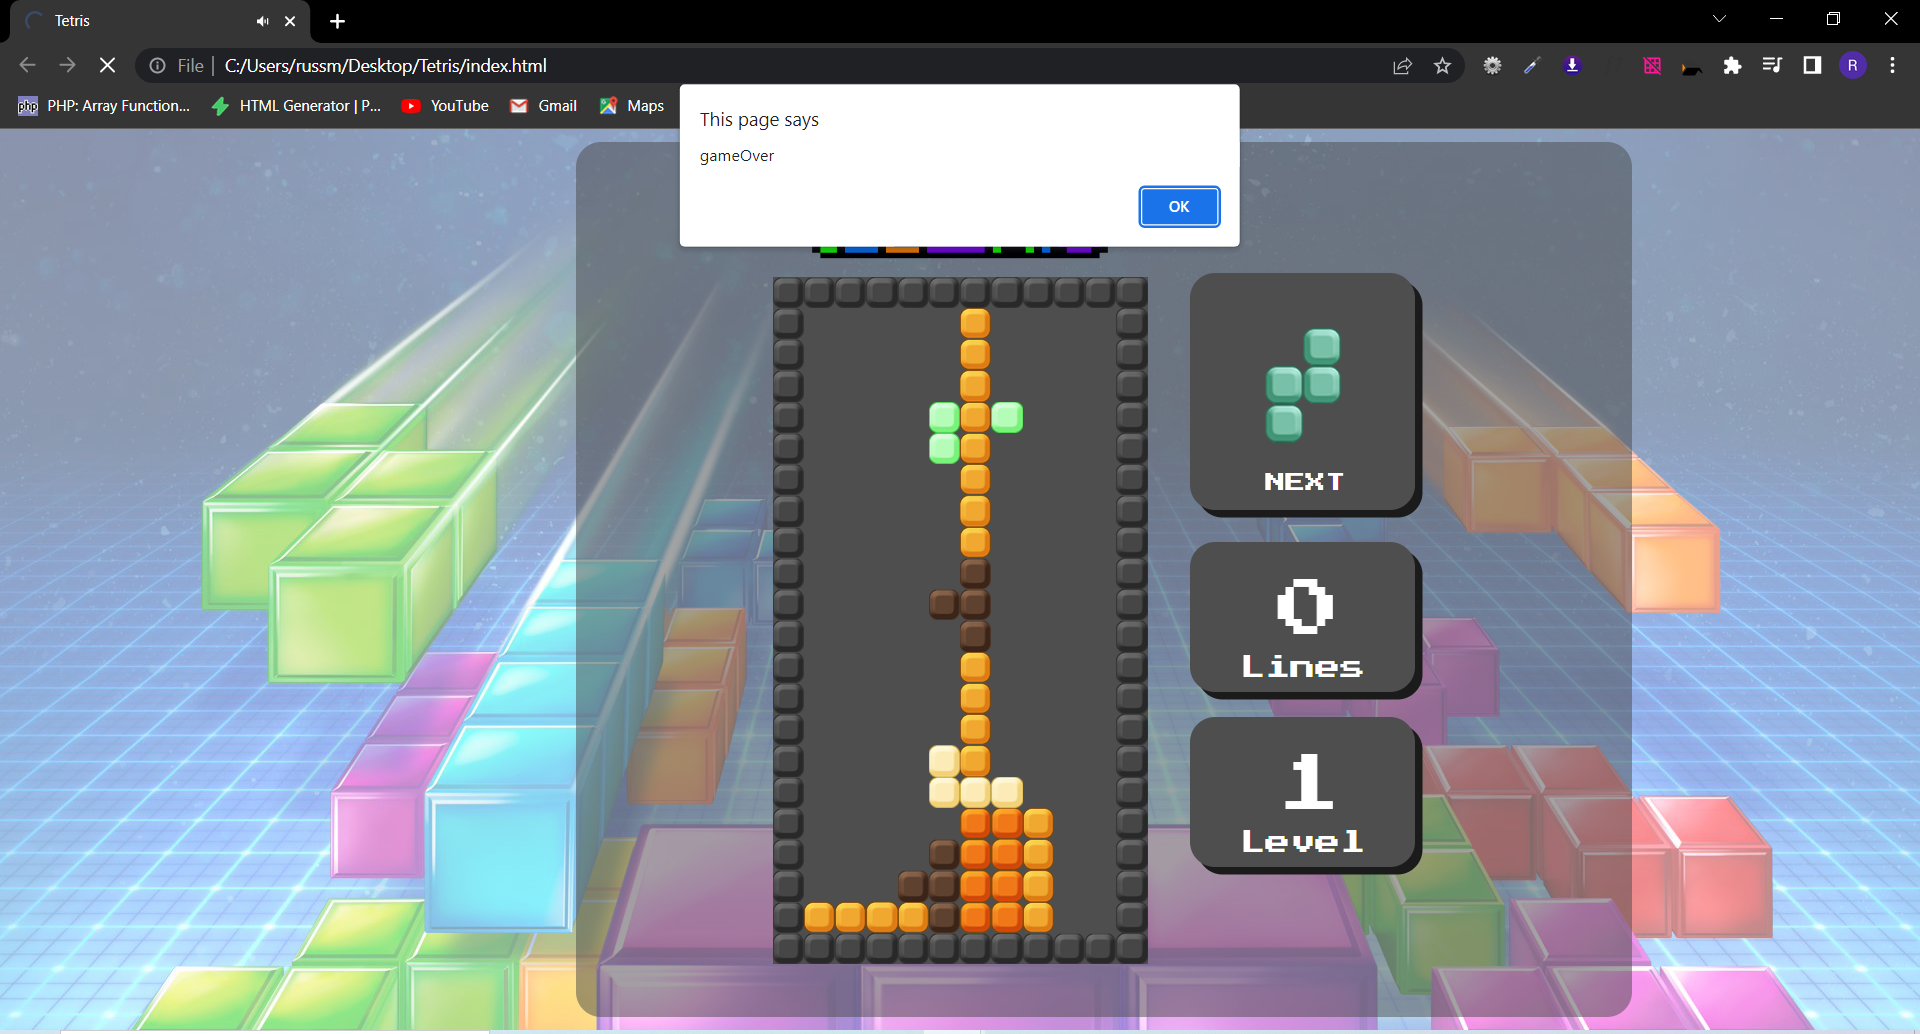 Tetris
File
C:/Users/russm/Desktop/Tetris/index.html
R
php
PHP: Array Function...
HTML Generator | P...
YouTube
Gmail
Maps
This page says
gameOver
OK
NEXT
0
Lines
1
Level